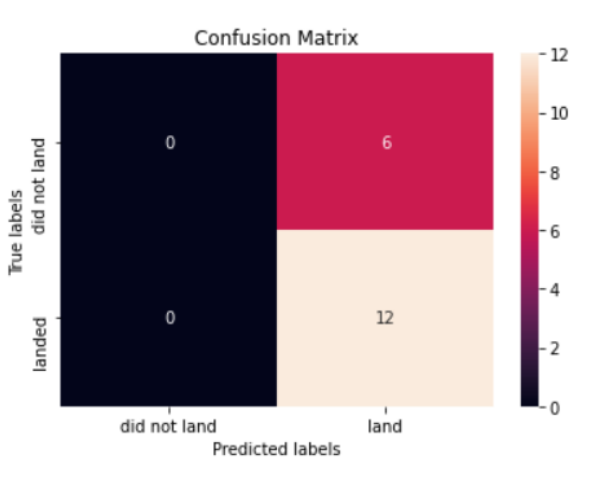 Confusion Matrix
True labels
did not land
0
6
landed
0
12
did not land
land
Predicted labels
12
10
8
6
4
2
0